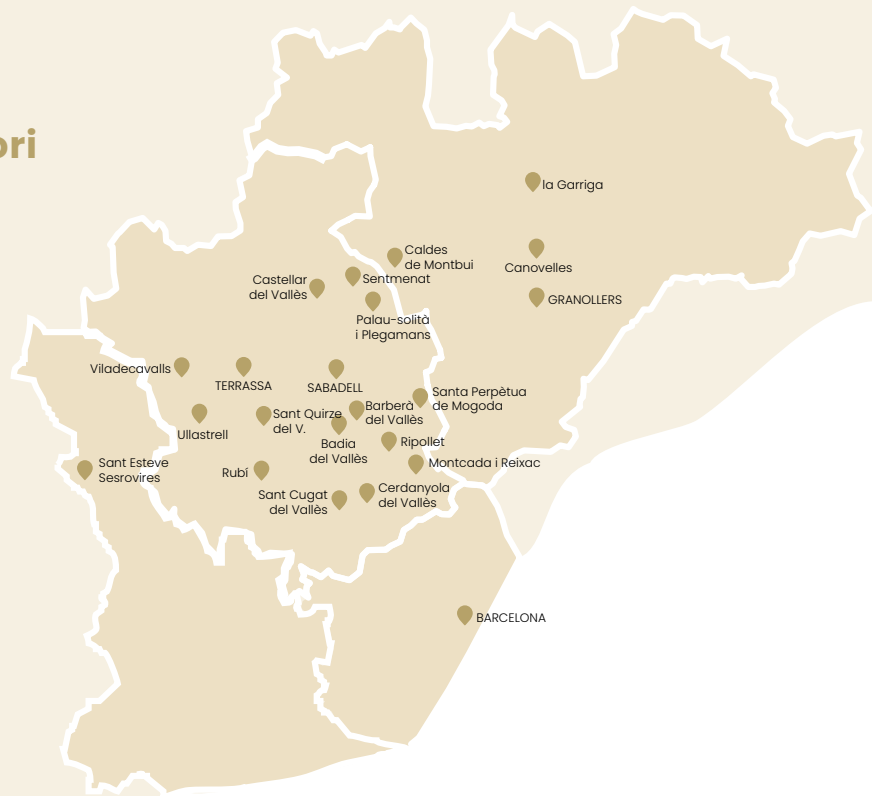 ori
la Garriga
Caldes
de Montbui
Canovelles
Sentmenat
Castellar
del Vallès
GRANOLLERS
Palau-solità
i Plegamans
Viladecavalls
TERRASSA
SABADELL
Santa Perpètua
de Mogoda
Barberà
del Vallès
Sant Quirze
del V.
Ullastrell
Badia
del Vallès
Ripollet
Montcada i Reixac
Sant Esteve
Sesrovires
Rubí
Sant Cugat
del Vallès
Cerdanyola
del Vallès
BARCELONA